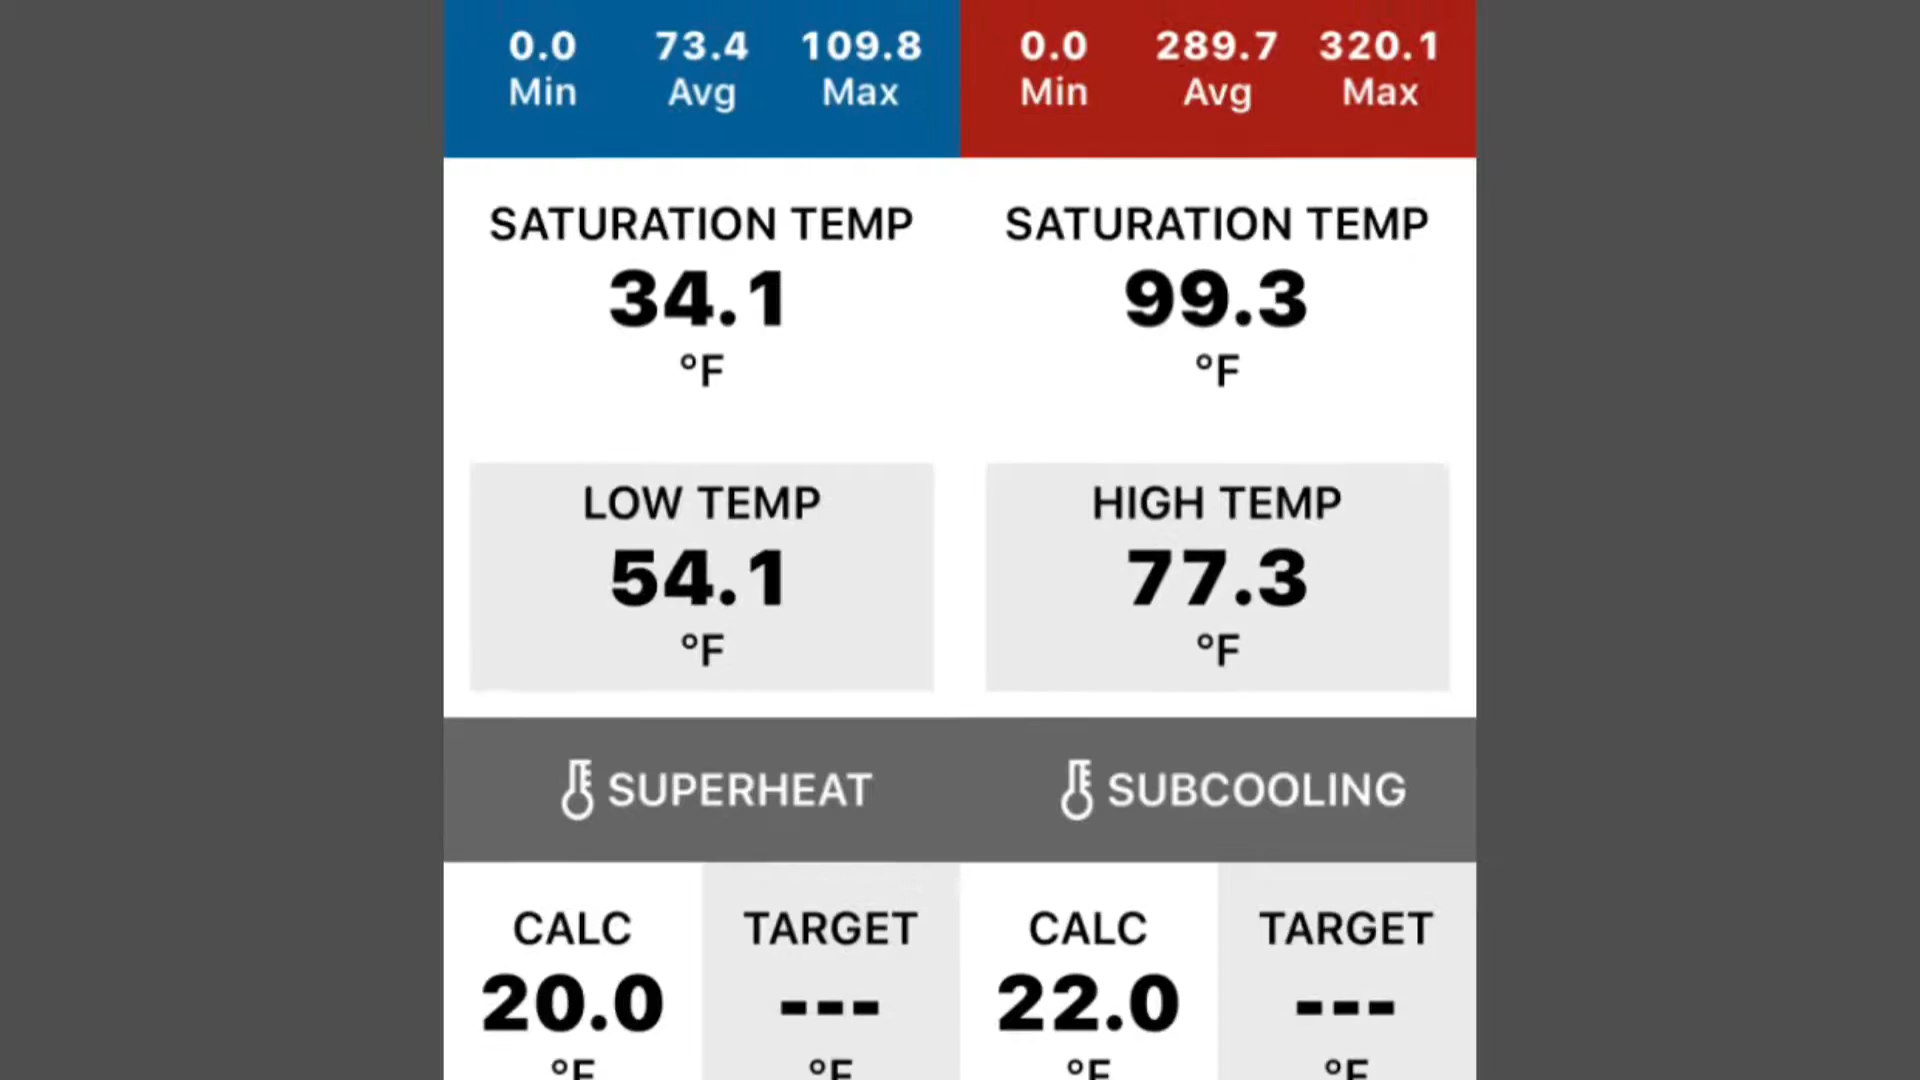 0.0 73.4 109.8 0.0 289.7 320.1
Min Avg Max Min Avg Max
SATURATION TEMP SATURATION TEMP
34.1 99.3
°F °F
LOW TEMP HIGH TEMP
54.1 77.3
°F °F
SUPERHEAT SUBCOOLING
CALC TARGET CALC TARGET
20.0 --- 22.0 ---
°F °F °F °F